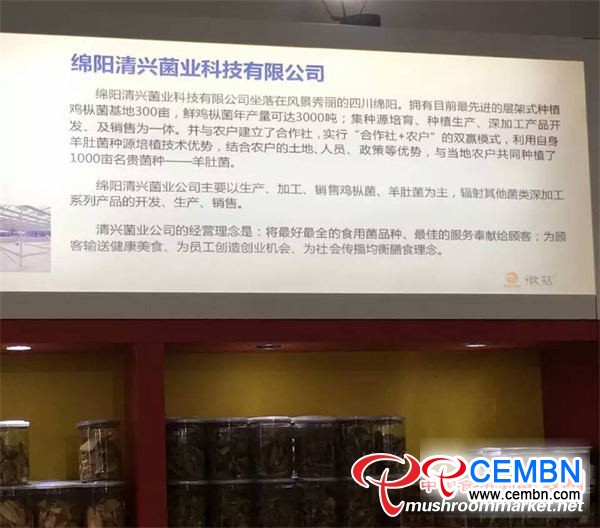 绵阳清兴菌业科技有限公司
绵阳清兴菌业科技有限公司坐落在风景秀丽的四川绵阳。拥有目前最先进的层架式种植
鸡枞菌基地300亩，鲜鸡枞菌年产量可达3000吨；集种源培育、种植生产、深加工产品开
发、及销售为一体。并与农户建立了合作社，实行“合作社+农户”的双赢模式，利用自身
羊肚菌种源培植技术优势，结合农户的土地、人员、政策等优势，与当地农户共同种植了
1000亩名贵菌种——羊肚菌。
绵阳清兴菌业公司主要以生产、加工、销售鸡枞菌、羊肚菌为主，辐射其他菌类深加工
系列产品的开发、生产、销售。
清兴菌业公司的经营理念是：将最好最全的食用菌品种、最佳的服务奉献给顾客；为顾
客输送健康美食、为员工创造创业机会、为社会传播均衡膳食理念。
CEMBN
www.cembn.com
mushroommarket.net